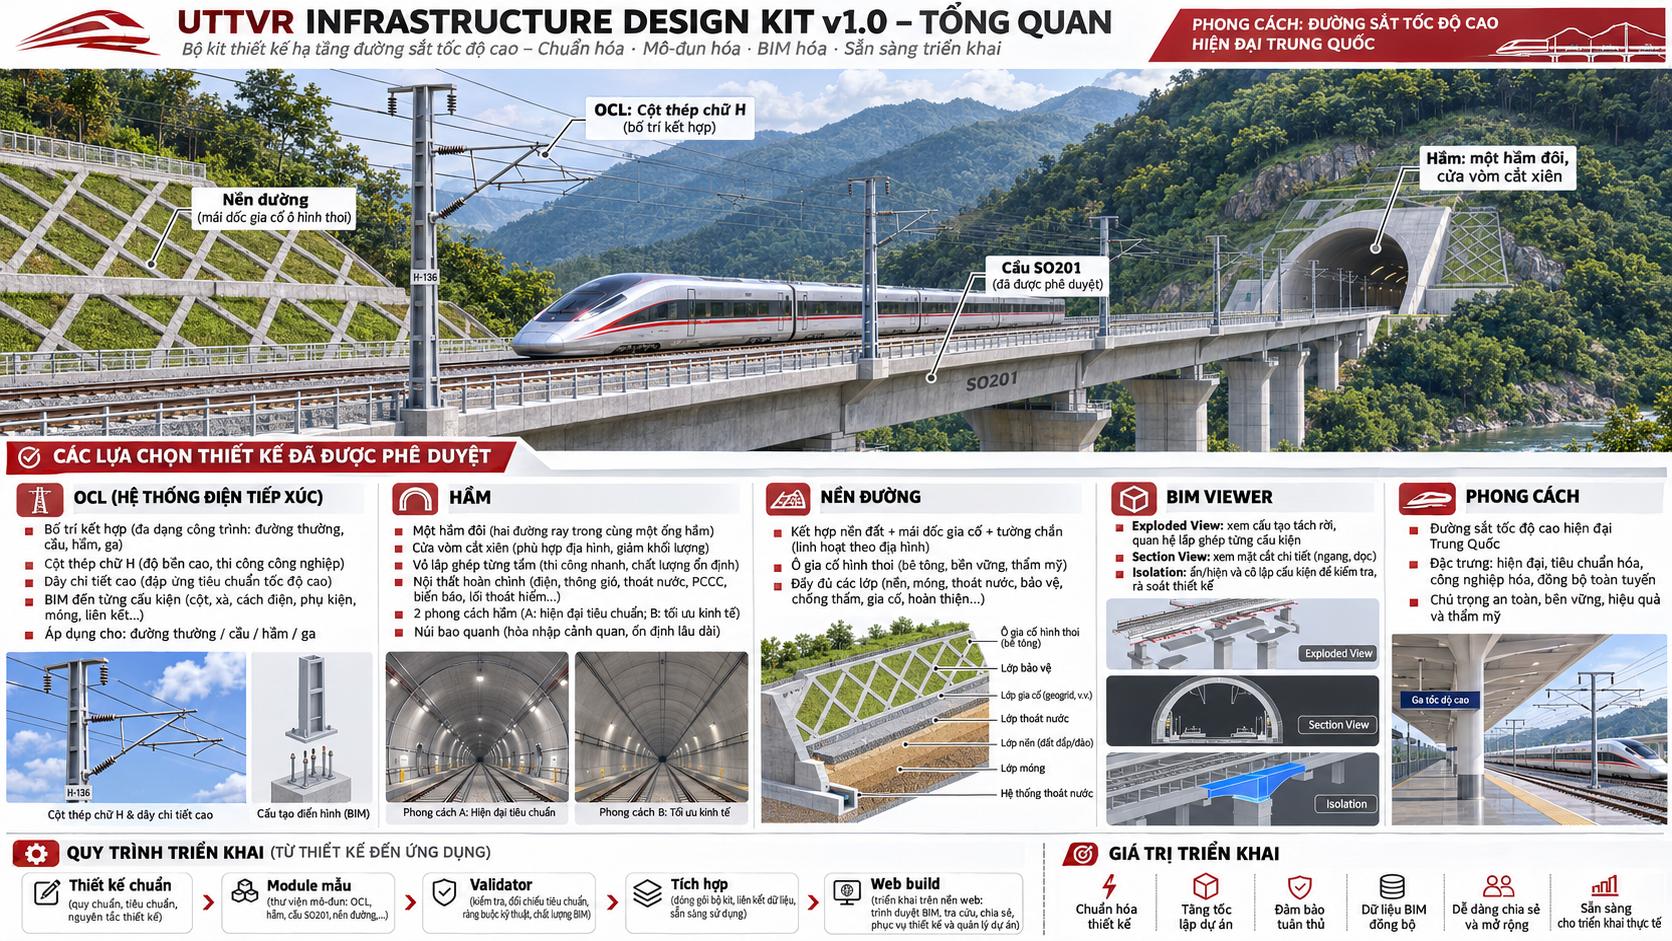 UTTVR INFRASTRUCTURE DESIGN KIT v1.0 – TỔNG QUAN
Bộ kit thiết kế hạ tầng đường sắt tốc độ cao – Chuẩn hóa · Mô-đun hóa · BIM hóa · Sẵn sàng triển khai
PHONG CÁCH: ĐƯỜNG SẮT TỐC ĐỘ CAO
HIỆN ĐẠI TRUNG QUỐC
OCL: Cột thép chữ H
(bố trí kết hợp)
Hầm: một hầm đôi,
cửa vòm cắt xiên
Nền đường
(mái dốc gia cố ô hình thoi)
Cầu SO201
(đã được phê duyệt)
H-136
SO201
CÁC LỰA CHỌN THIẾT KẾ ĐÃ ĐƯỢC PHÊ DUYỆT
OCL (HỆ THỐNG ĐIỆN TIẾP XÚC)
Bố trí kết hợp (đa dạng công trình: đường thường,
cầu, hầm, ga)
Cột thép chữ H (độ bền cao, thi công công nghiệp)
Dây chi tiết cao (đáp ứng tiêu chuẩn tốc độ cao)
BIM đến từng cấu kiện (cột, xà, cách điện, phụ kiện,
móng, liên kết...)
Áp dụng cho: đường thường / cầu / hầm / ga
H-136
Cột thép chữ H & dây chi tiết cao
Cấu tạo điển hình (BIM)
HẦM
Một hầm đôi (hai đường ray trong cùng một ống hầm)
Cửa vòm cắt xiên (phù hợp địa hình, giảm khối lượng)
Vỏ lắp ghép từng tấm (thi công nhanh, chất lượng ổn định)
Nội thất hoàn chỉnh (điện, thông gió, thoát nước, PCCC,
biển báo, lối thoát hiểm...)
2 phong cách hầm (A: hiện đại tiêu chuẩn; B: tối ưu kinh tế)
Núi bao quanh (hòa nhập cảnh quan, ổn định lâu dài)
Phong cách A: Hiện đại tiêu chuẩn
Phong cách B: Tối ưu kinh tế
NỀN ĐƯỜNG
Kết hợp nền đất + mái dốc gia cố + tường chắn
(linh hoạt theo địa hình)
Ô gia cố hình thoi (bê tông, bền vững, thẩm mỹ)
Đầy đủ các lớp (nền, móng, thoát nước, bảo vệ,
chống thấm, gia cố, hoàn thiện...)
Ô gia cố hình thoi
(bê tông)
Lớp bảo vệ
Lớp gia cố (geogrid, v.v.)
Lớp thoát nước
Lớp nền (đất đắp/đào)
Lớp móng
Hệ thống thoát nước
BIM VIEWER
Exploded View: xem cấu tạo tách rời,
quan hệ lắp ghép từng cấu kiện
Section View: xem mặt cắt chi tiết (ngang, dọc)
Isolation: ẩn/hiện và cô lập cấu kiện để kiểm tra,
rà soát thiết kế
Exploded View
Section View
Isolation
PHONG CÁCH
Đường sắt tốc độ cao hiện đại
Trung Quốc
Đặc trưng: hiện đại, tiêu chuẩn hóa,
công nghiệp hóa, đồng bộ toàn tuyến
Chú trọng an toàn, bền vững, hiệu quả
và thẩm mỹ
Ga tốc độ cao
QUY TRÌNH TRIỂN KHAI (TỪ THIẾT KẾ ĐẾN ỨNG DỤNG)
Thiết kế chuẩn
(quy chuẩn, tiêu chuẩn,
nguyên tắc thiết kế)
Module mẫu
(thư viện mô-đun: OCL,
hầm, cầu SO201, nền đường,...)
Validator
(kiểm tra, đối chiếu tiêu chuẩn,
ràng buộc kỹ thuật, chất lượng BIM)
Tích hợp
(đóng gói bộ kit, liên kết dữ liệu,
sẵn sàng sử dụng)
Web build
(triển khai trên nền web:
trình duyệt BIM, tra cứu, chia sẻ,
phục vụ thiết kế và quản lý dự án)
GIÁ TRỊ TRIỂN KHAI
Chuẩn hóa
thiết kế
Tăng tốc
lập dự án
Đảm bảo
tuân thủ
Dữ liệu BIM
đồng bộ
Dễ dàng chia sẻ
và mở rộng
Sẵn sàng
cho triển khai thực tế